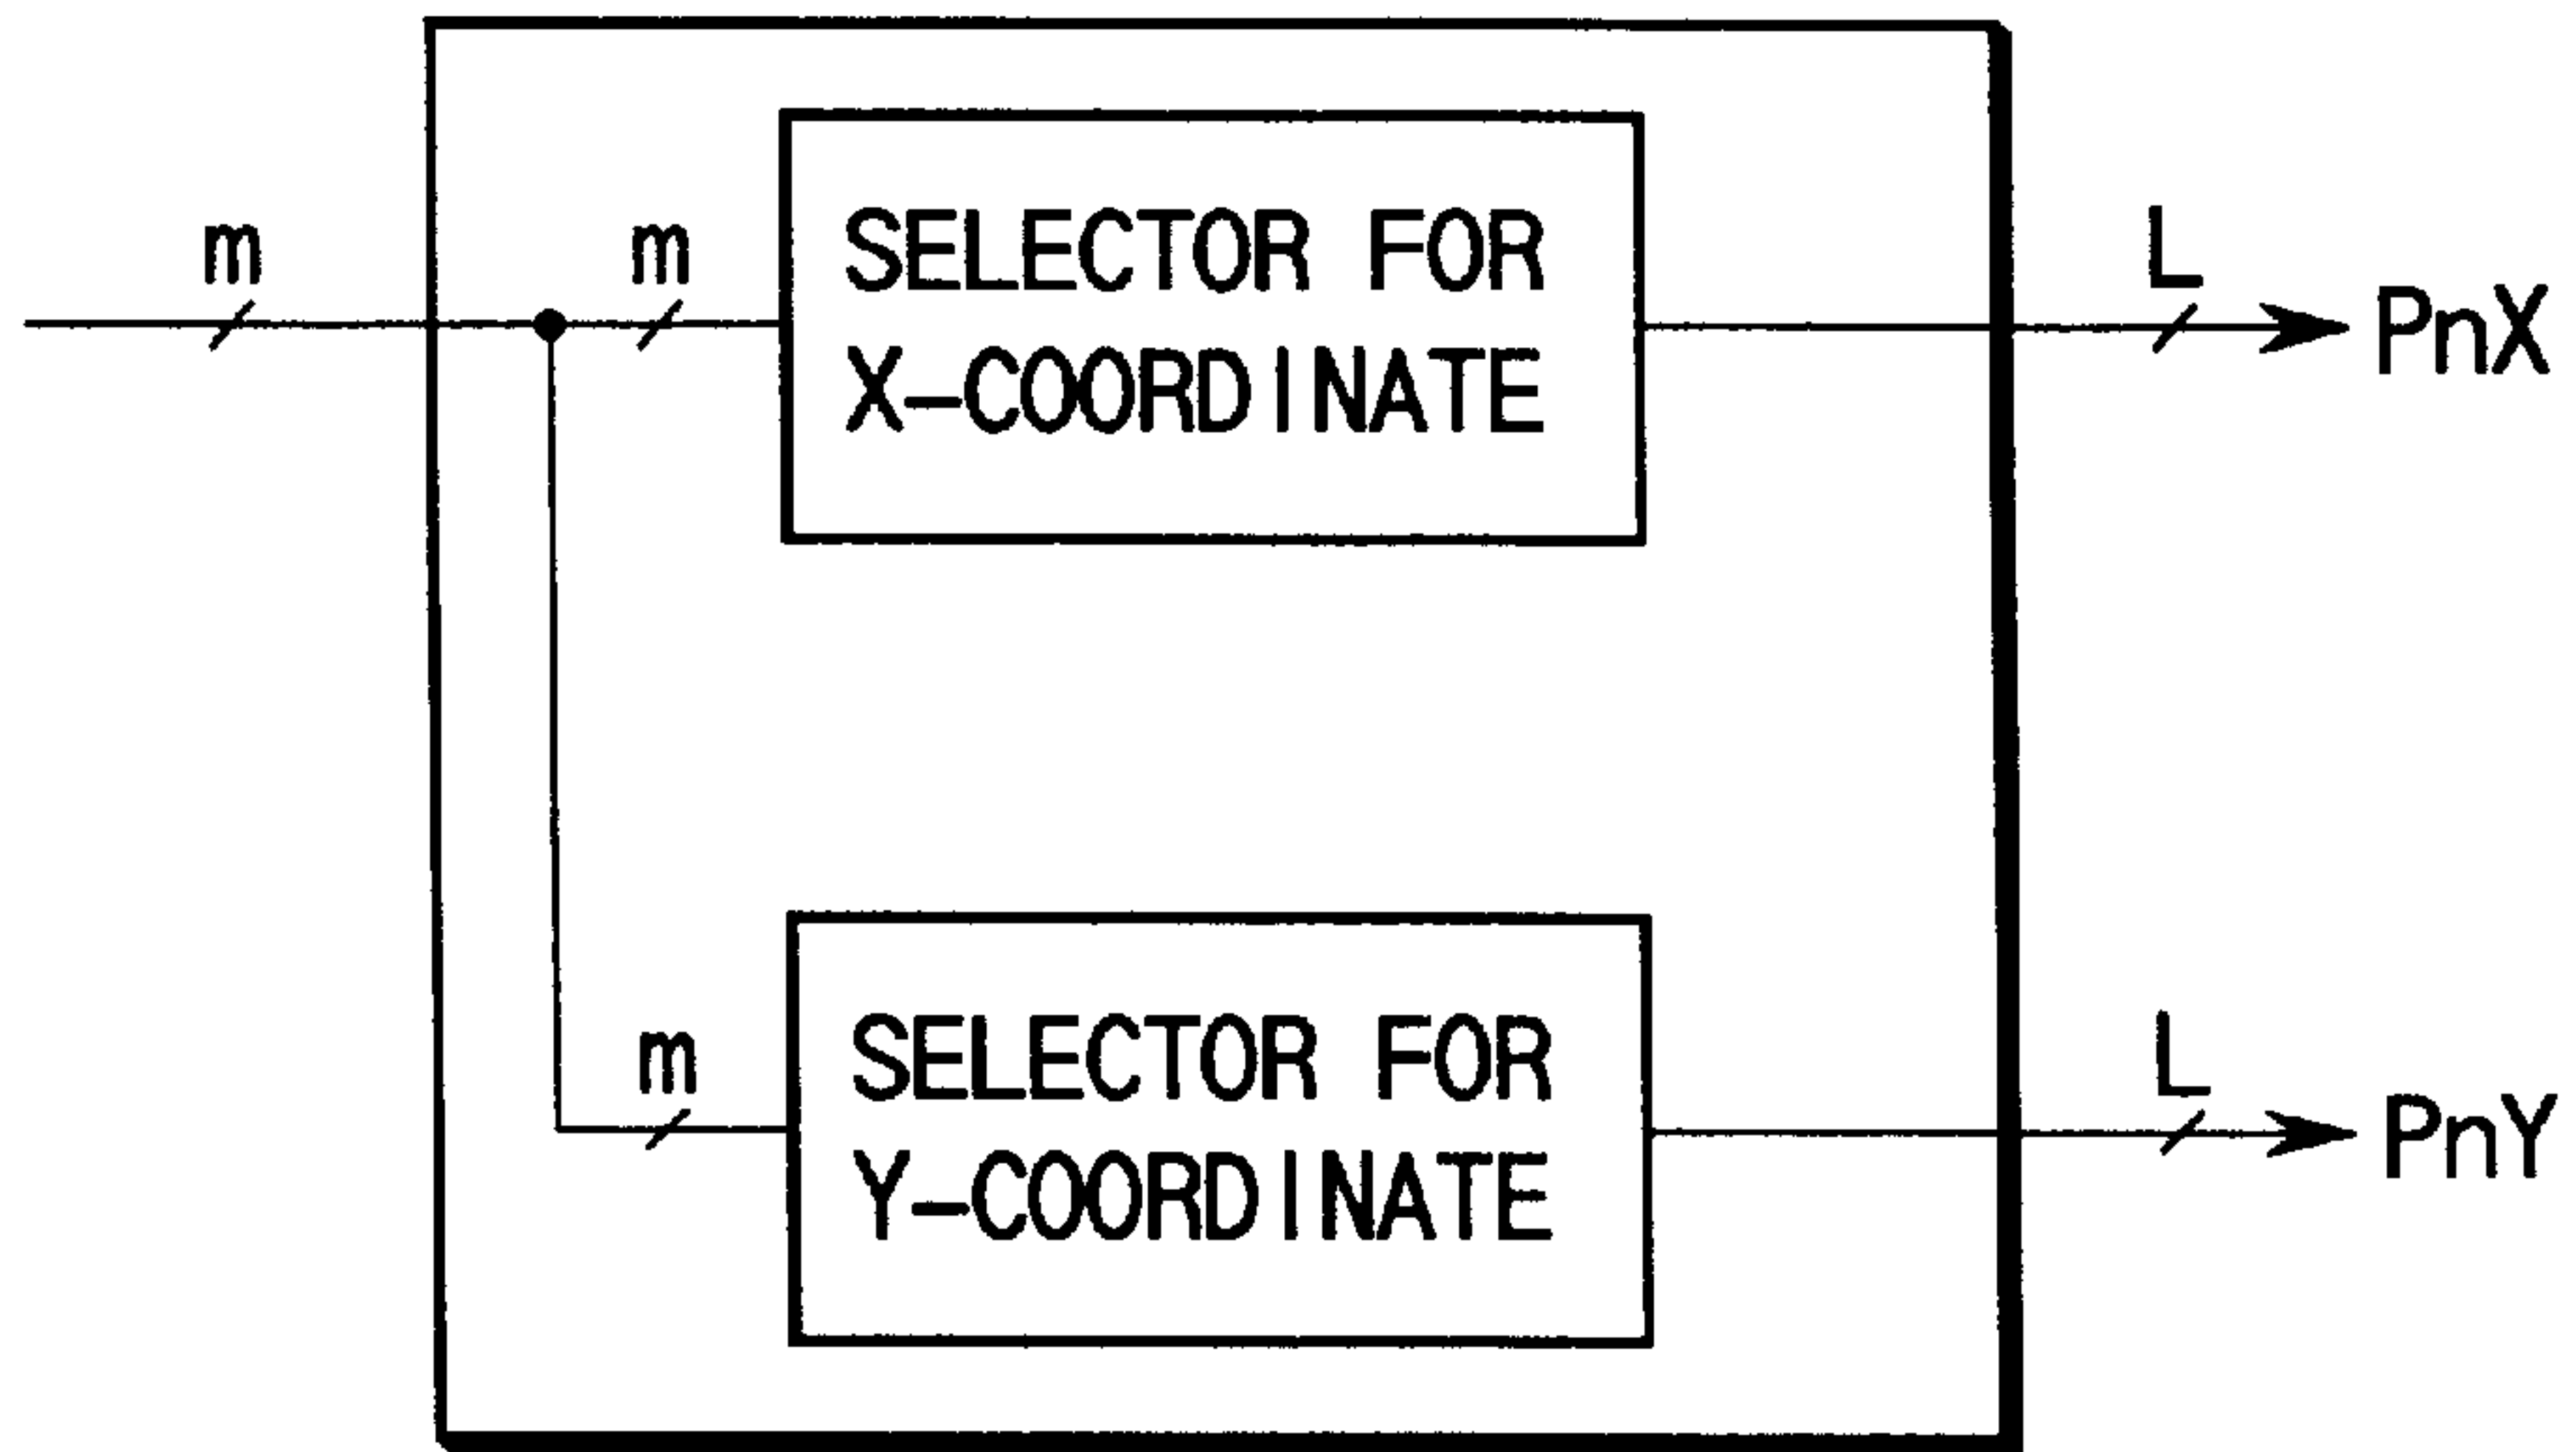 m
m
SELECTOR FOR
X-COORDINATE
L
PnX
m
SELECTOR FOR
Y-COORDINATE
L
PnY